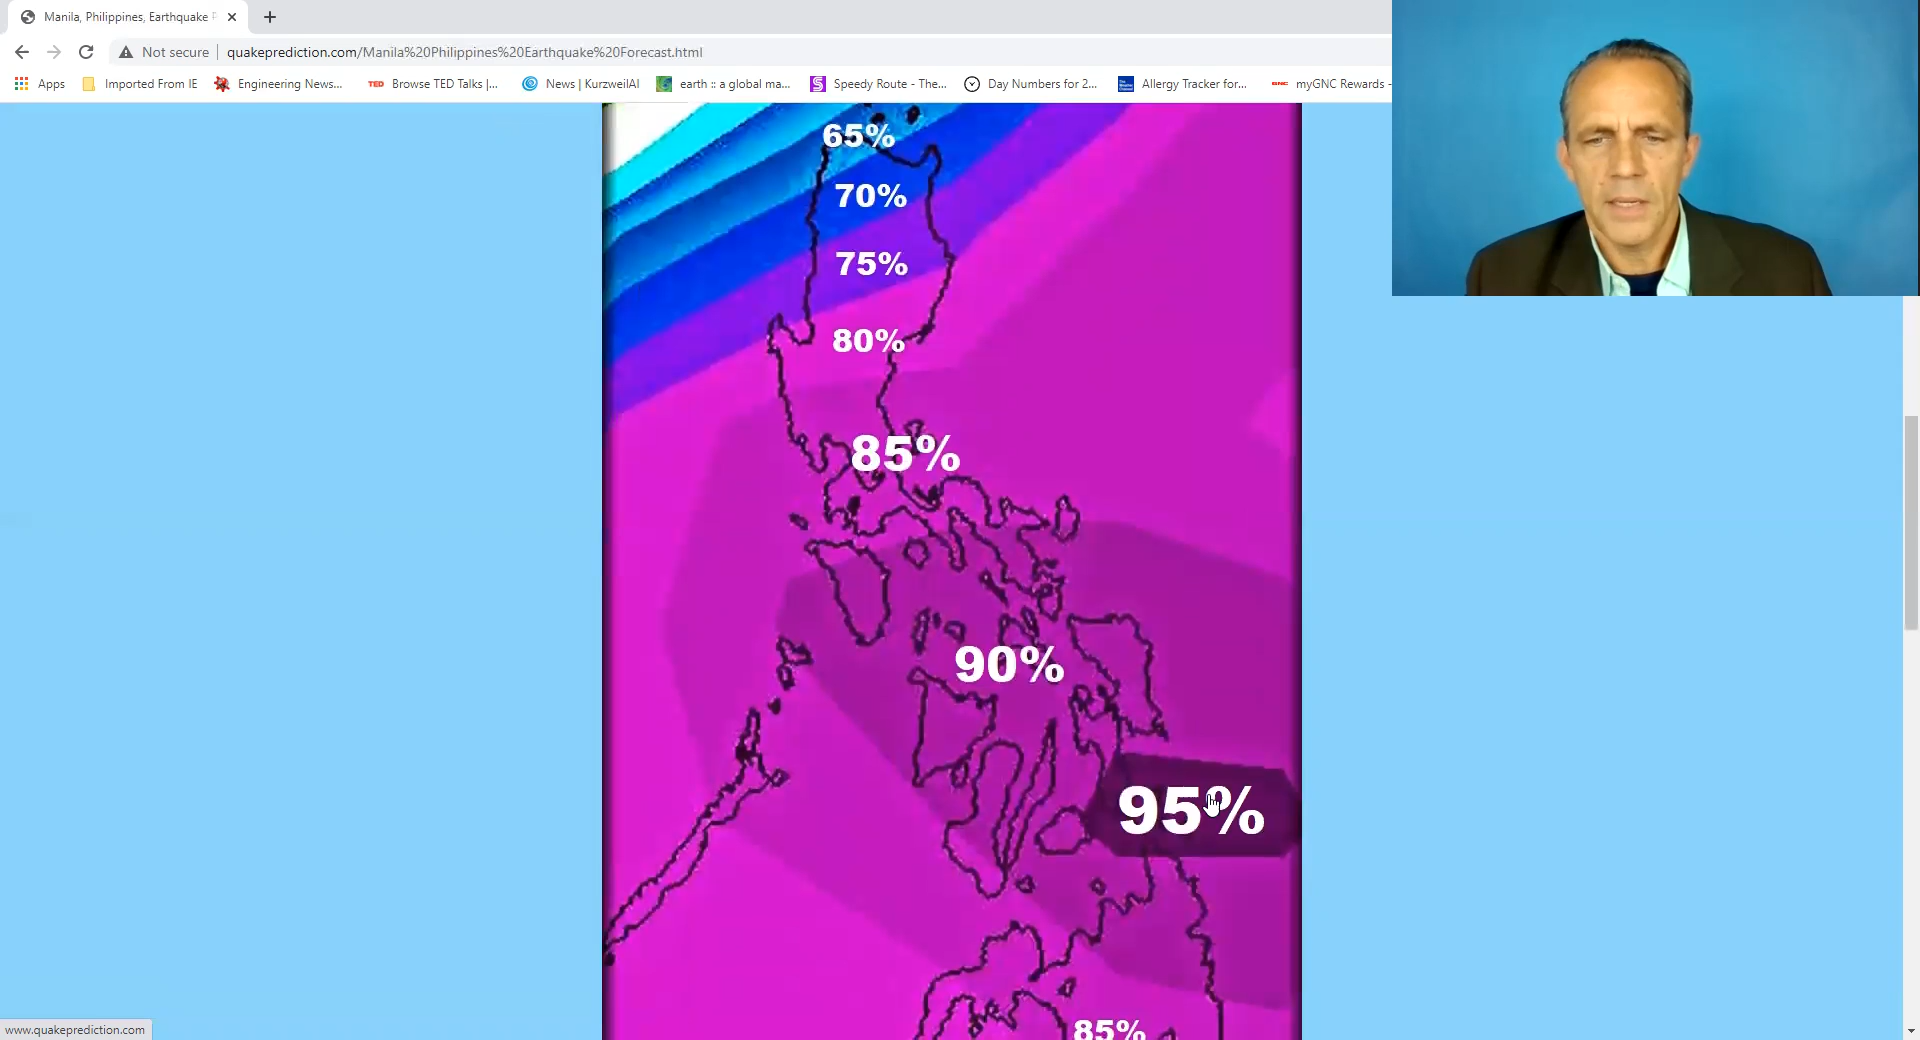 Manila, Philippines, Earthquake
Not secure
quakeprediction.com/Manila%20Philippines%20Earthquake%20Forecast.html
Apps
Imported From IE
Engineering News...
TED
Browse TED Talks |...
News | KurzweilAI
earth :: a global ma...
S
Speedy Route - The...
Day Numbers for 2...
Allergy Tracker for...
GNC
myGNC Rewards -
65%
70%
75%
80%
85%
90%
95%
85%
www.quakeprediction.com